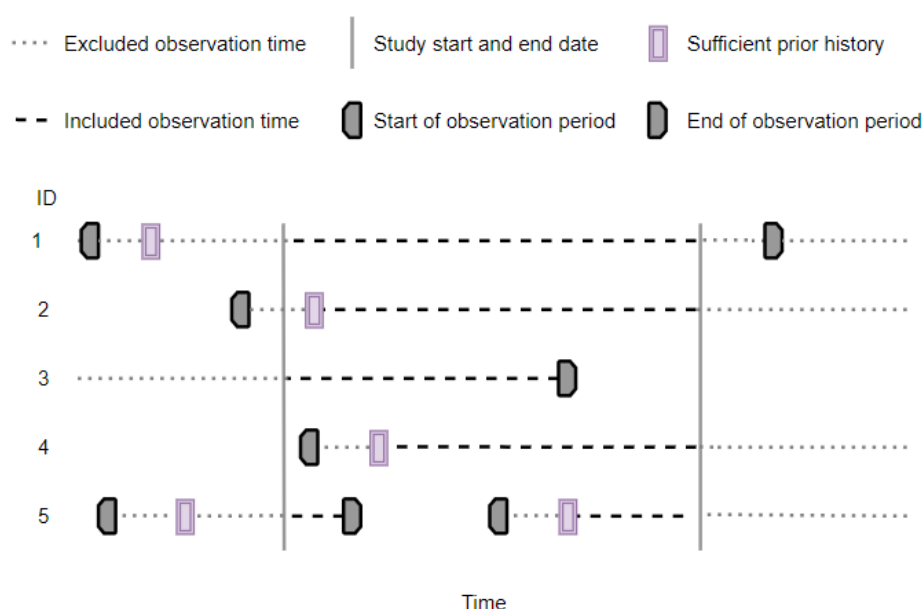 Excluded observation time
Study start and end date
Sufficient prior history
Included observation time
Start of observation period
End of observation period
ID
1
2
3
4
5
Time